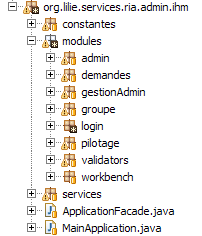 org.lilie.services.ria.admin.ihm
constantes
modules
admin
demandes
gestionAdmin
groupe
login
pilotage
validators
workbench
services
ApplicationFacade.java
MainApplication.java